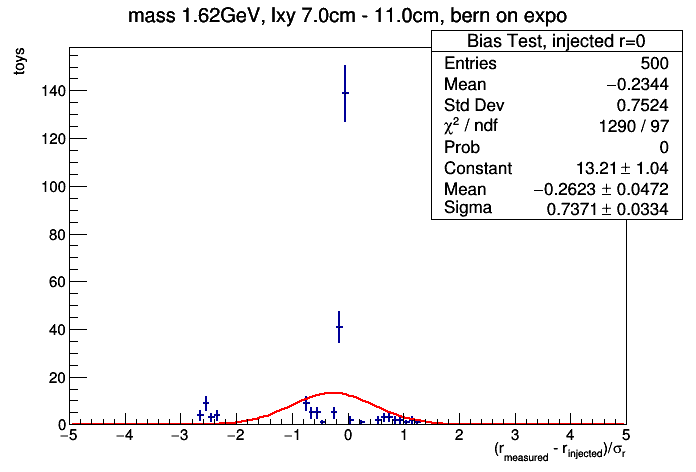 mass 1.62GeV, lxy 7.0cm - 11.0cm, bern on expo
Bias Test, injected r=0
Entries 500
Mean −0.2344
Std Dev 0.7524
χ² / ndf 1290 / 97
Prob 0
Constant 13.21 ± 1.04
Mean −0.2623 ± 0.0472
Sigma 0.7371 ± 0.0334
toys
140
120
100
80
60
40
20
0
−5 −4 −3 −2 −1 0 1 2 3 4 5
(r_measured - r_injected)/σ_r